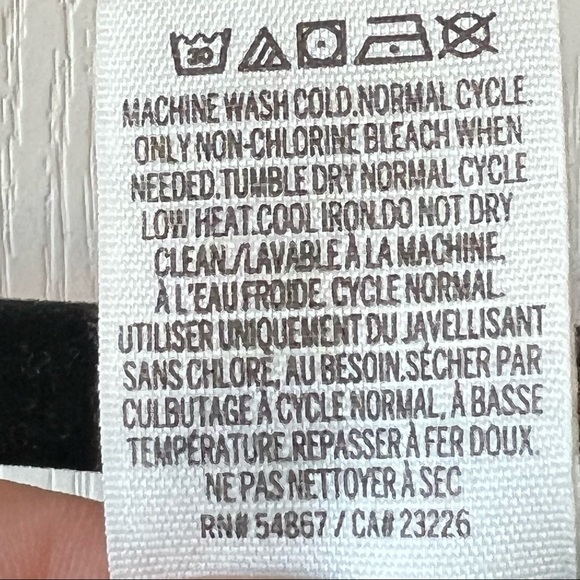 30
MACHINE WASH COLD.NORMAL CYCLE.
ONLY NON-CHLORINE BLEACH WHEN
NEEDED.TUMBLE DRY NORMAL CYCLE
LOW HEAT.COOL IRON.DO NOT DRY
CLEAN./LAVABLE À LA MACHINE,
À L'EAU FROIDE. CYCLE NORMAL.
UTILISER UNIQUEMENT DU JAVELLISANT
SANS CHLORE, AU BESOIN.SÉCHER PAR
CULBUTAGE À CYCLE NORMAL, À BASSE
TEMPÉRATURE.REPASSER À FER DOUX.
NE PAS NETTOYER À SEC
RN# 54867 / CA# 23226